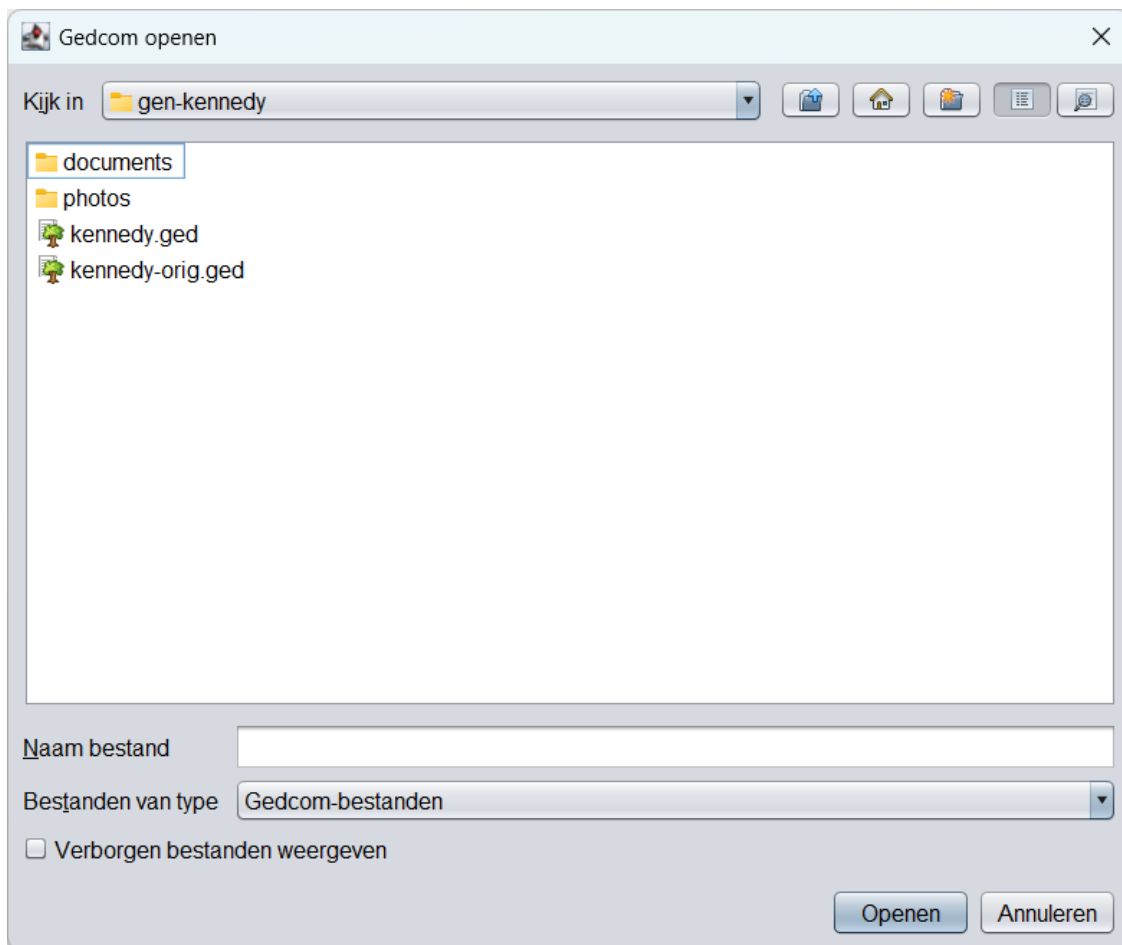 Gedcom openen
Kijk in gen-kennedy
documents
photos
kennedy.ged
kennedy-orig.ged
Naam bestand
Bestanden van type Gedcom-bestanden
Verborgen bestanden weergeven
Openen Annuleren